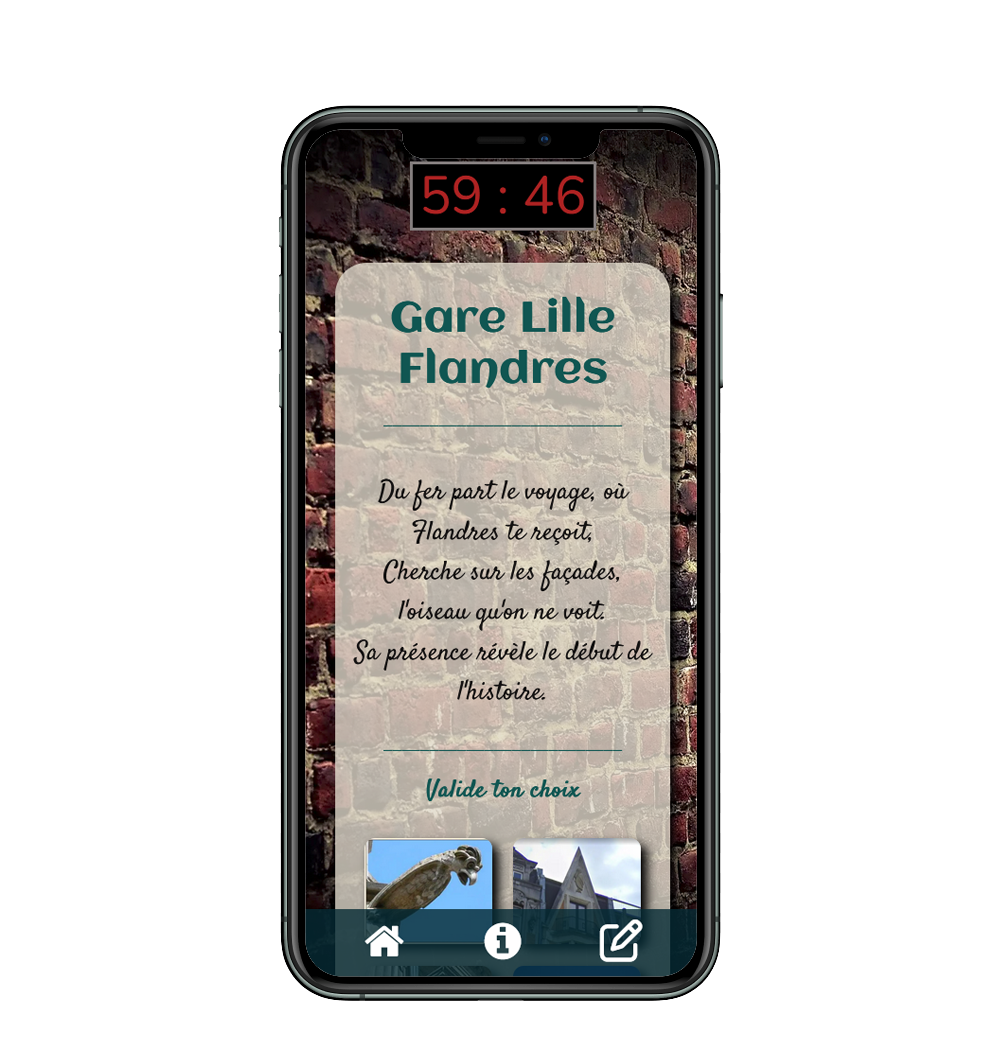 59 : 46
Gare Lille
Flandres
Du fer part le voyage, où
Flandres te reçoit,
Cherche sur les façades,
l'oiseau qu'on ne voit.
Sa présence révèle le début de
l'histoire.
Valide ton choix